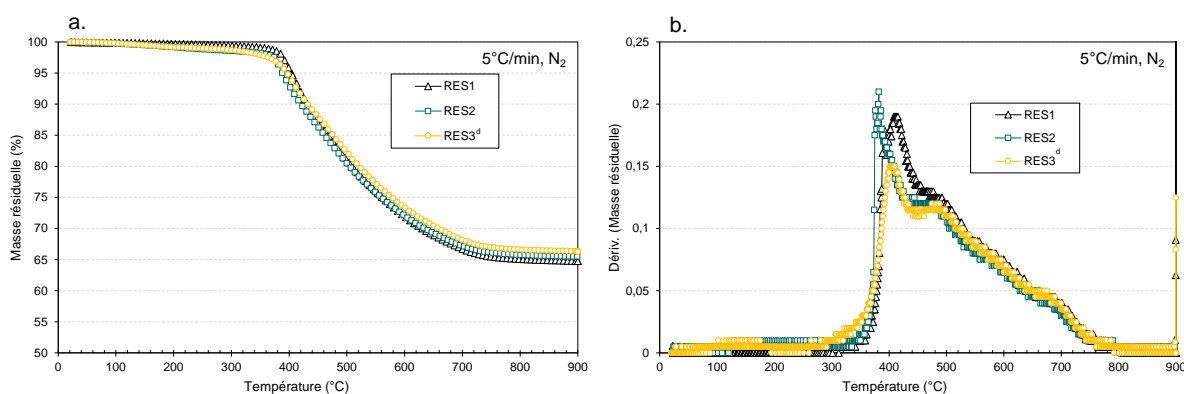 a.
5°C/min, N2
RES1
RES2
RES3d
Masse résiduelle (%)
100
95
90
85
80
75
70
65
60
55
50
0 100 200 300 400 500 600 700 800 900
Température (°C)
b.
5°C/min, N2
RES1
RES2
RES3d
Dériv. (Masse résiduelle)
0,25
0,2
0,15
0,1
0,05
0
0 100 200 300 400 500 600 700 800 900
Température (°C)